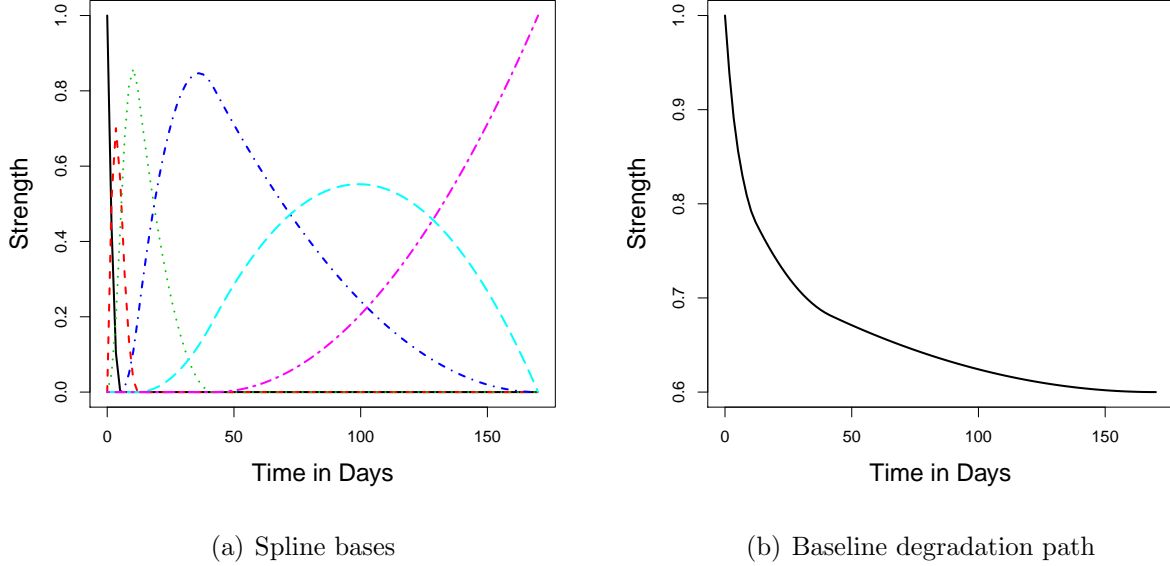 1.0
0.8
0.6
0.4
0.2
0.0
Strength
0 50 100 150
Time in Days
(a) Spline bases
1.0
0.9
0.8
0.7
0.6
Strength
0 50 100 150
Time in Days
(b) Baseline degradation path